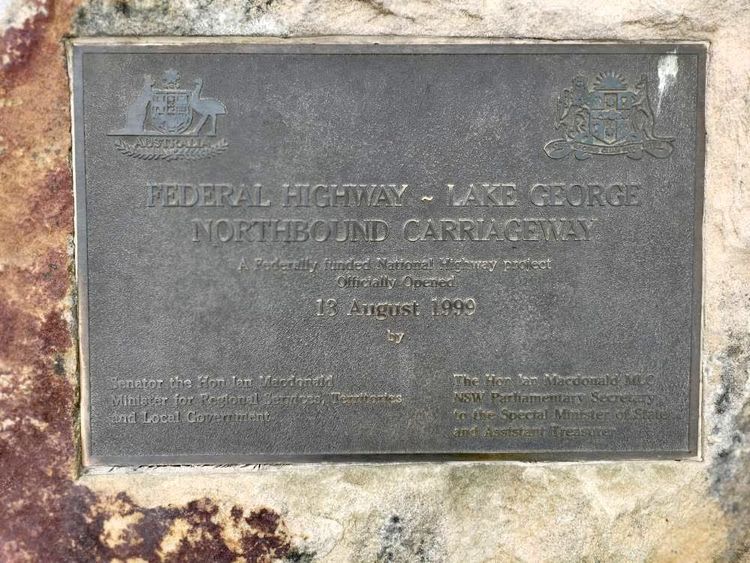 AUSTRALIA
FEDERAL HIGHWAY ~ LAKE GEORGE
NORTHBOUND CARRIAGEWAY
A Federally funded National Highway project
Officially Opened
13 August 1999
by
Senator the Hon Ian Macdonald
Minister for Regional Services, Territories
and Local Government
The Hon Ian Macdonald MLC
NSW Parliamentary Secretary
to the Special Minister of State
and Assistant Treasurer